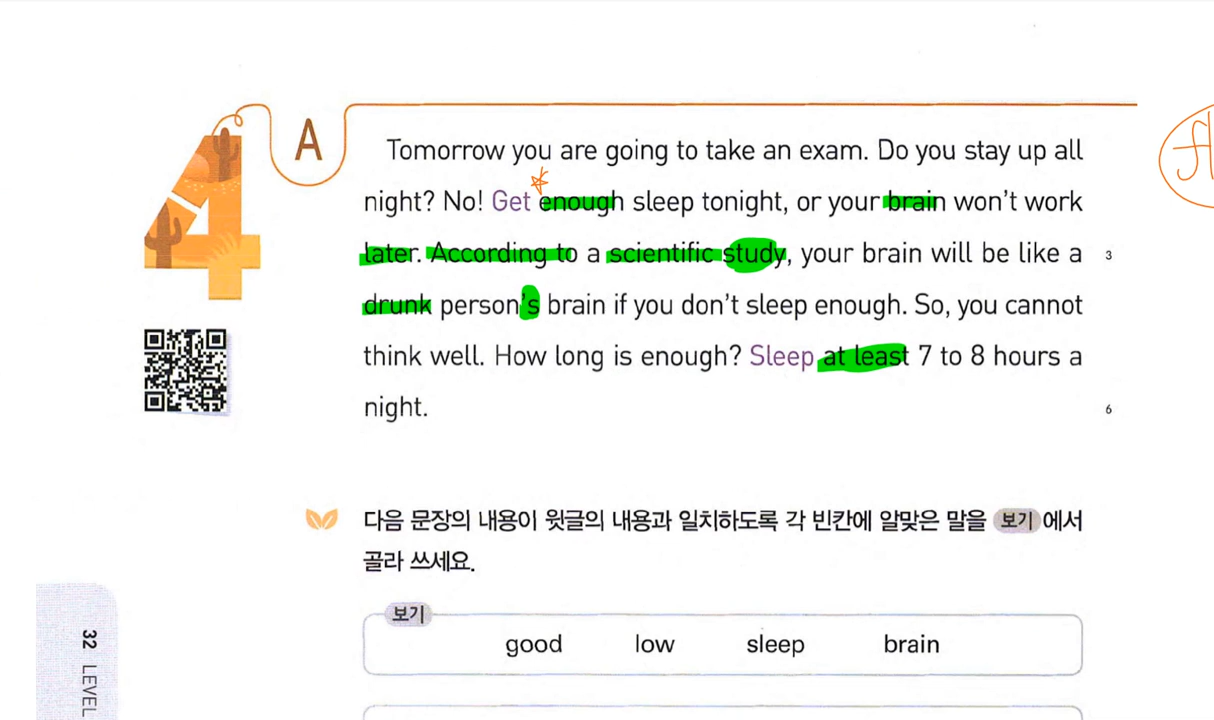 4
A
Tomorrow you are going to take an exam. Do you stay up all
night? No! Get enough sleep tonight, or your brain won't work
later. According to a scientific study, your brain will be like a
3
drunk person's brain if you don't sleep enough. So, you cannot
think well. How long is enough? Sleep at least 7 to 8 hours a
night.
6
다음 문장의 내용이 윗글의 내용과 일치하도록 각 빈칸에 알맞은 말을 보기 에서
골라 쓰세요.
보기
good low sleep brain
32 LEVEL